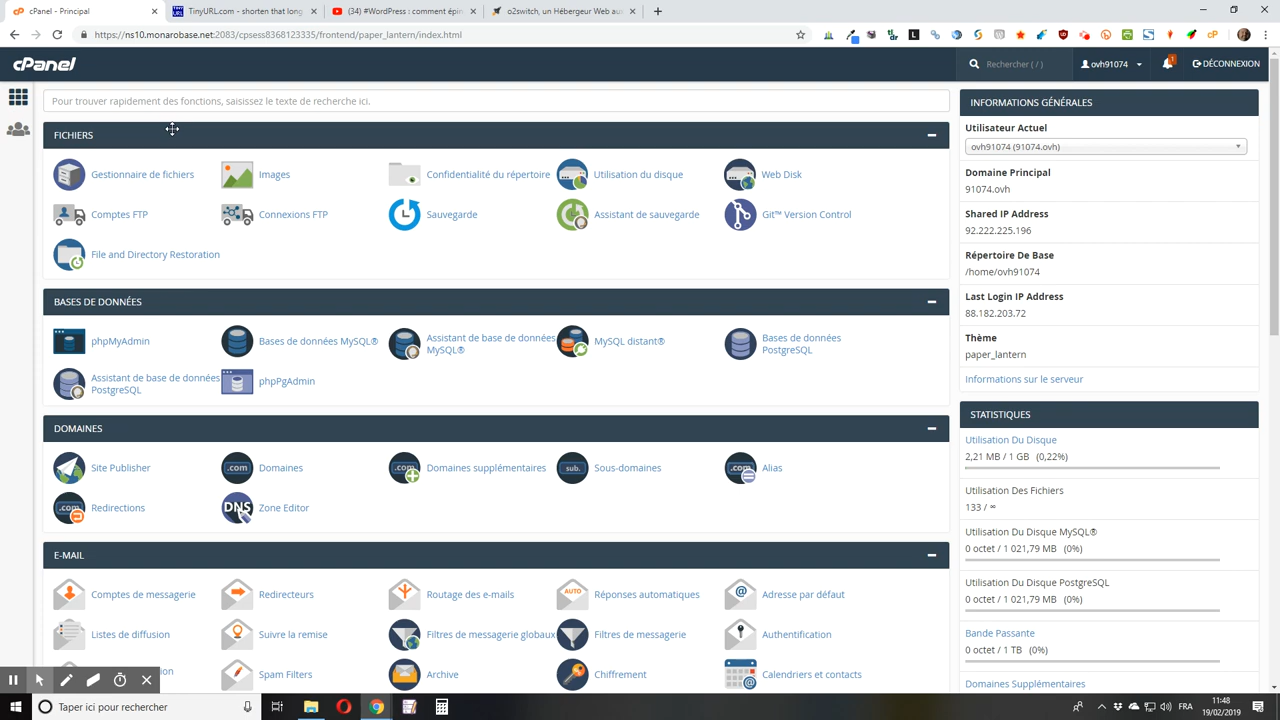 cPanel - Principal
TinyURL.com - shorten that long
(34) #WordPress : comment épin
o2switch, un Hébergeur Web au
https://ns10.monarobase.net:2083/cpsess8368123335/frontend/paper_lantern/index.html
cPanel
Rechercher ( / )
ovh91074
1
DÉCONNEXION
Pour trouver rapidement des fonctions, saisissez le texte de recherche ici.
FICHIERS
Gestionnaire de fichiers
Images
Confidentialité du répertoire
Utilisation du disque
Web Disk
Comptes FTP
Connexions FTP
Sauvegarde
Assistant de sauvegarde
Git™ Version Control
File and Directory Restoration
BASES DE DONNÉES
phpMyAdmin
Bases de données MySQL®
Assistant de base de données
MySQL®
MySQL distant®
Bases de données
PostgreSQL
Assistant de base de données
PostgreSQL
phpPgAdmin
DOMAINES
Site Publisher
.com Domaines
.com Domaines supplémentaires
sub. Sous-domaines
.com Alias
.com Redirections
DNS Zone Editor
E-MAIL
Comptes de messagerie
Redirecteurs
Routage des e-mails
AUTO Réponses automatiques
Adresse par défaut
Listes de diffusion
Suivre la remise
Filtres de messagerie globaux
Filtres de messagerie
Authentification
Spam Filters
Archive
Chiffrement
Calendriers et contacts
INFORMATIONS GÉNÉRALES
Utilisateur Actuel
ovh91074 (91074.ovh)
Domaine Principal
91074.ovh
Shared IP Address
92.222.225.196
Répertoire De Base
/home/ovh91074
Last Login IP Address
88.182.203.72
Thème
paper_lantern
Informations sur le serveur
STATISTIQUES
Utilisation Du Disque
2,21 MB / 1 GB (0,22%)
Utilisation Des Fichiers
133 / ∞
Utilisation Du Disque MySQL®
0 octet / 1 021,79 MB (0%)
Utilisation Du Disque PostgreSQL
0 octet / 1 021,79 MB (0%)
Bande Passante
0 octet / 1 TB (0%)
Domaines Supplémentaires
Taper ici pour rechercher
FRA
11:48
19/02/2019